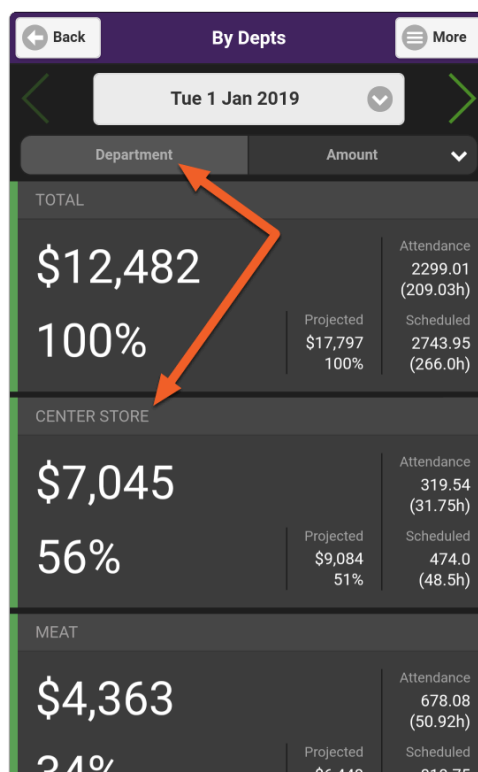 Back
By Depts
More
Tue 1 Jan 2019
Department
Amount
TOTAL
$12,482
100%
Projected
$17,797
100%
Attendance
2299.01
(209.03h)
Scheduled
2743.95
(266.0h)
CENTER STORE
$7,045
56%
Projected
$9,084
51%
Attendance
319.54
(31.75h)
Scheduled
474.0
(48.5h)
MEAT
$4,363
34%
Projected
Attendance
678.08
(50.92h)
Scheduled